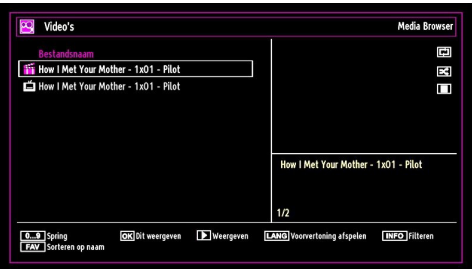 Video's
Media Browser
Bestandsnaam
How I Met Your Mother - 1x01 - Pilot
How I Met Your Mother - 1x01 - Pilot
How I Met Your Mother - 1x01 - Pilot
1/2
0...9 Spring OK Dit weergeven Weergeven LANG Voorvertoning afspelen INFO Filteren
FAV Sorteren op naam